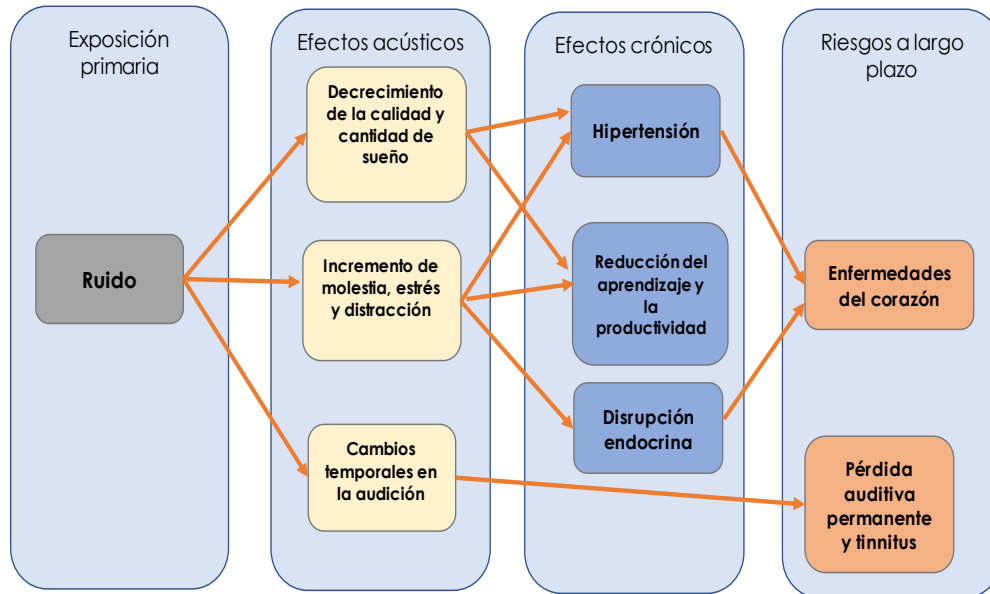 Exposición
primaria
Ruido
Efectos acústicos
Decrecimiento
de la calidad y
cantidad de
sueño
Incremento de
molestia, estrés
y distracción
Cambios
temporales en
la audición
Efectos crónicos
Hipertensión
Reducción del
aprendizaje y
la
productividad
Disrupción
endocrina
Riesgos a largo
plazo
Enfermedades
del corazón
Pérdida
auditiva
permanente
y tinnitus